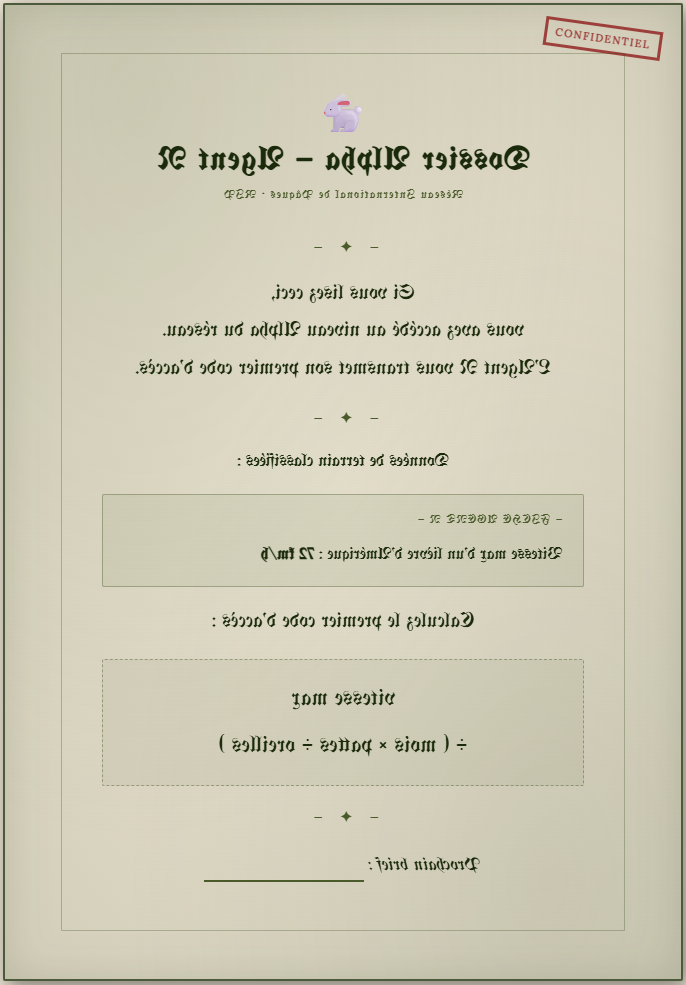 CONFIDENTIEL
Dossier Alpha – Agent N
Réseau International de Pâques · RIP
Si vous lisez ceci,
vous avez accédé au niveau Alpha du réseau.
L'Agent N vous transmet son premier code d'accès.
Données de terrain classifiées :
– FICHE AGENT N –
Vitesse max d'un lièvre d'Amérique : 72 km/h
Calculez le premier code d'accès :
vitesse max
÷ ( mois × pattes ÷ oreilles )
Prochain brief :